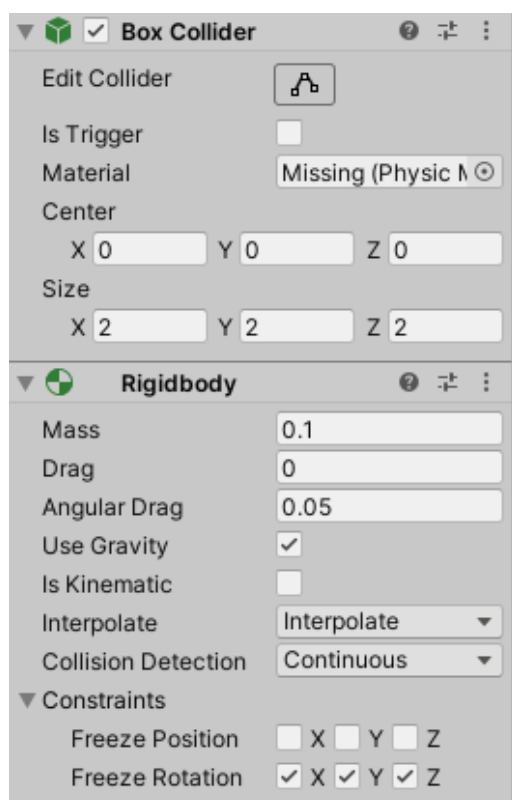 Box Collider
Edit Collider
Is Trigger
Material Missing (Physic M
Center
X 0 Y 0 Z 0
Size
X 2 Y 2 Z 2
Rigidbody
Mass 0.1
Drag 0
Angular Drag 0.05
Use Gravity
Is Kinematic
Interpolate Interpolate
Collision Detection Continuous
Constraints
Freeze Position X Y Z
Freeze Rotation X Y Z